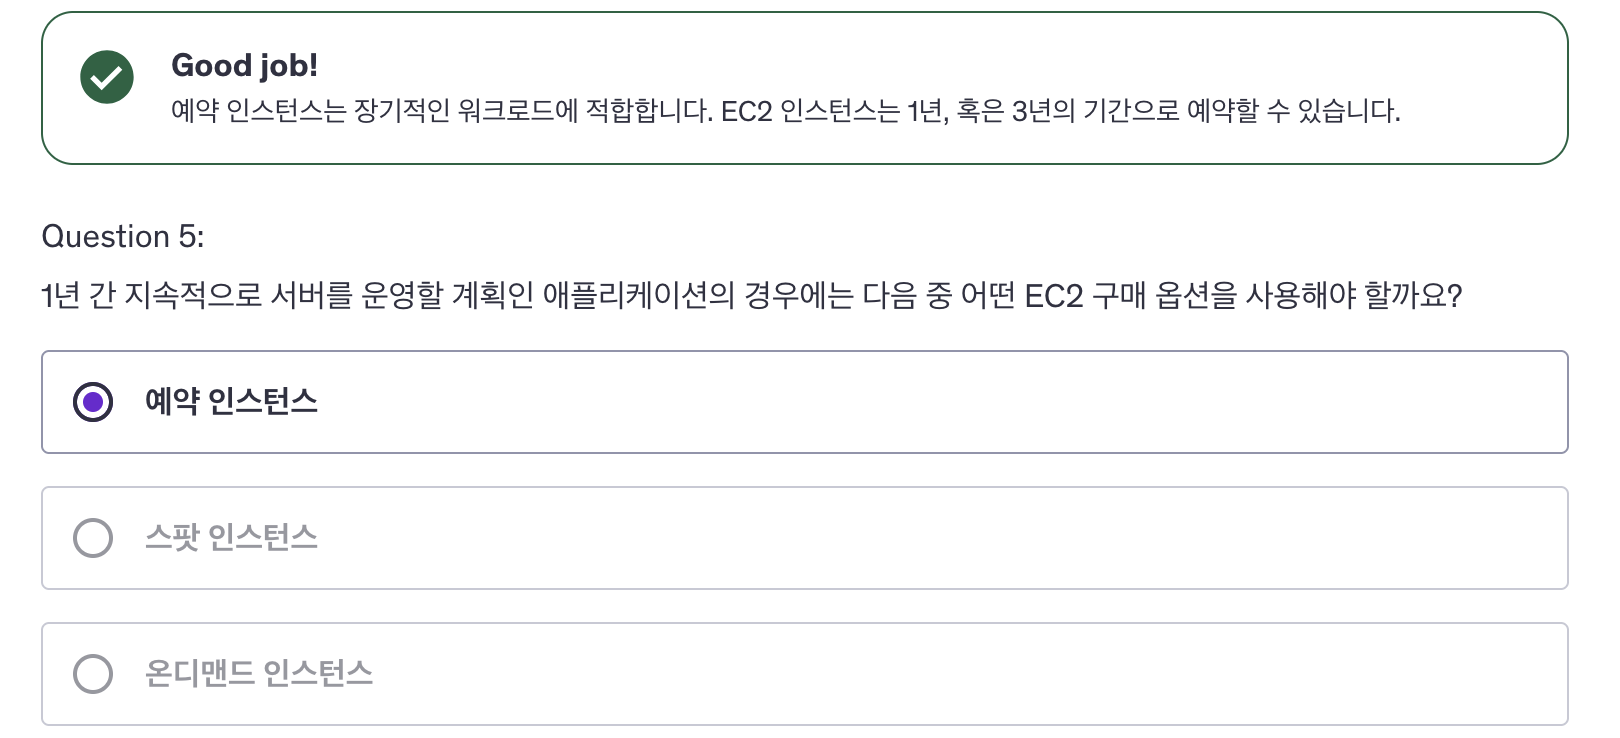 Good job!
예약 인스턴스는 장기적인 워크로드에 적합합니다. EC2 인스턴스는 1년, 혹은 3년의 기간으로 예약할 수 있습니다.
Question 5:
1년 간 지속적으로 서버를 운영할 계획인 애플리케이션의 경우에는 다음 중 어떤 EC2 구매 옵션을 사용해야 할까요?
예약 인스턴스
스팟 인스턴스
온디맨드 인스턴스